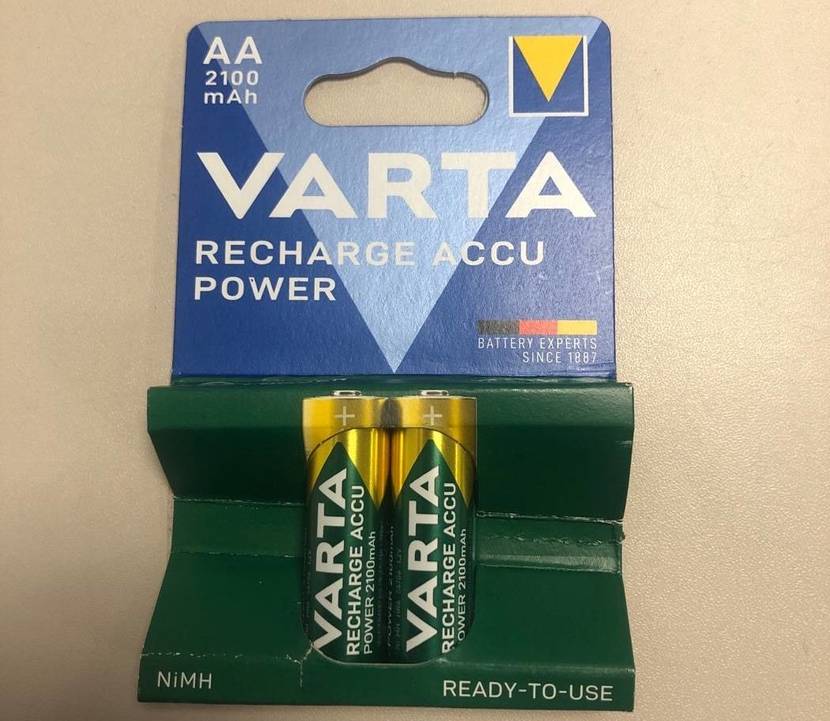 AA
2100
mAh
VARTA
RECHARGE ACCU
POWER
BATTERY EXPERTS
SINCE 1887
+
+
VARTA
RECHARGE ACCU
POWER 2100mAh
VARTA
RECHARGE ACCU
POWER 2100mAh
NiMH
READY-TO-USE